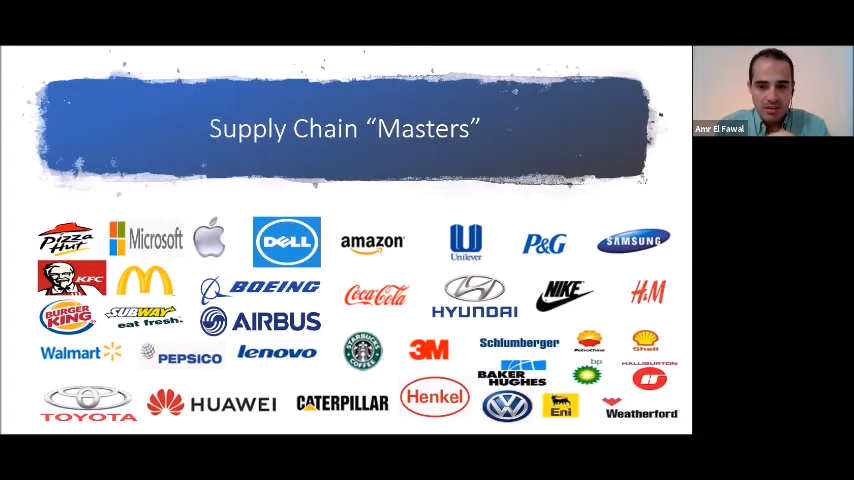 Supply Chain “Masters”
Amr El Fawal
Pizza Hut
Microsoft
DELL
amazon
Unilever
P&G
SAMSUNG
KFC
BOEING
Coca-Cola
HYUNDAI
NIKE
H&M
BURGER KING
SUBWAY
eat fresh.
AIRBUS
Walmart
PEPSICO
lenovo
STARBUCKS COFFEE
3M
Schlumberger
PetroChina
Shell
BAKER HUGHES
bp
HALLIBURTON
TOYOTA
HUAWEI
CATERPILLAR
Henkel
Eni
Weatherford